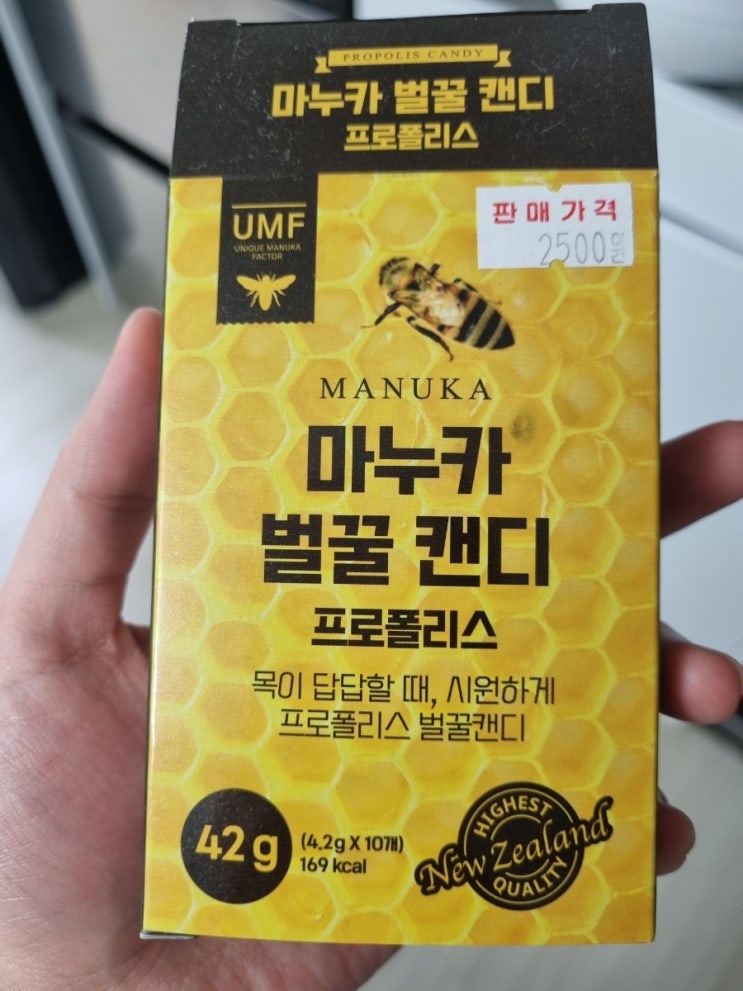 PROPOLIS CANDY
마누카 벌꿀 캔디
프로폴리스
UMF
UNIQUE MANUKA
FACTOR
판매가격
2500원
MANUKA
마누카
벌꿀 캔디
프로폴리스
목이 답답할 때, 시원하게
프로폴리스 벌꿀캔디
42g
(4.2g X 10개)
169 kcal
HIGHEST
New Zealand
QUALITY